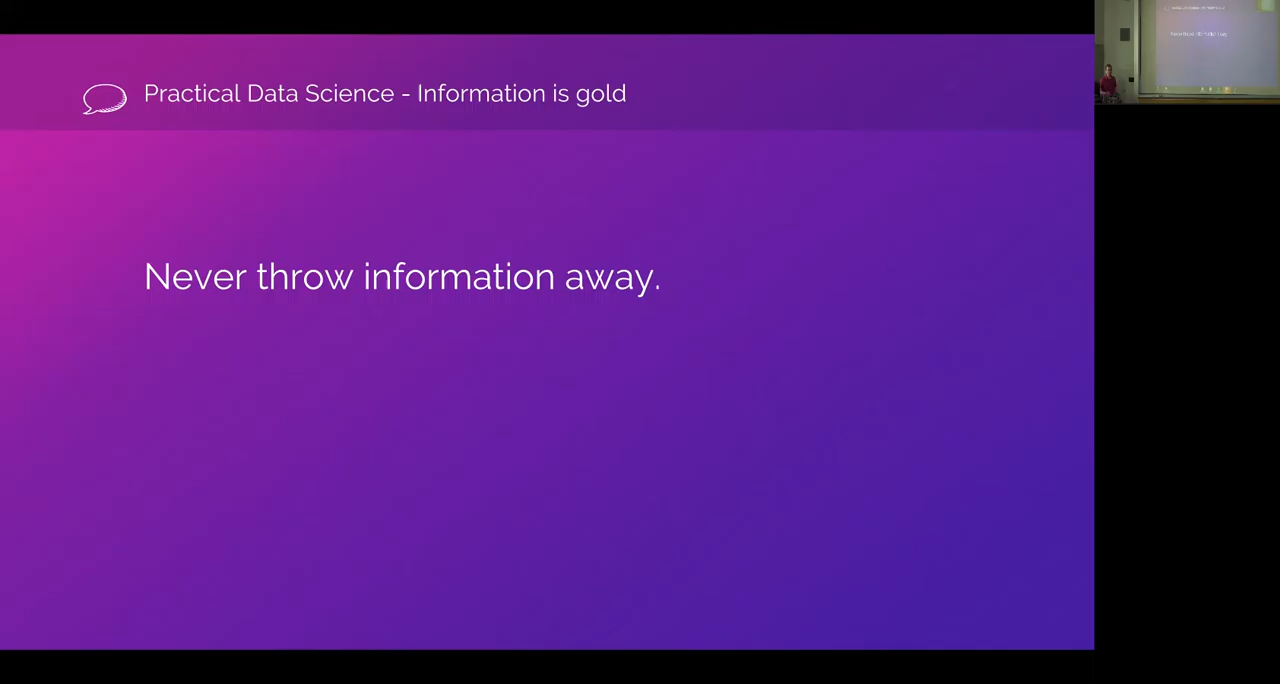 Practical Data Science - Information is gold
Never throw information away.